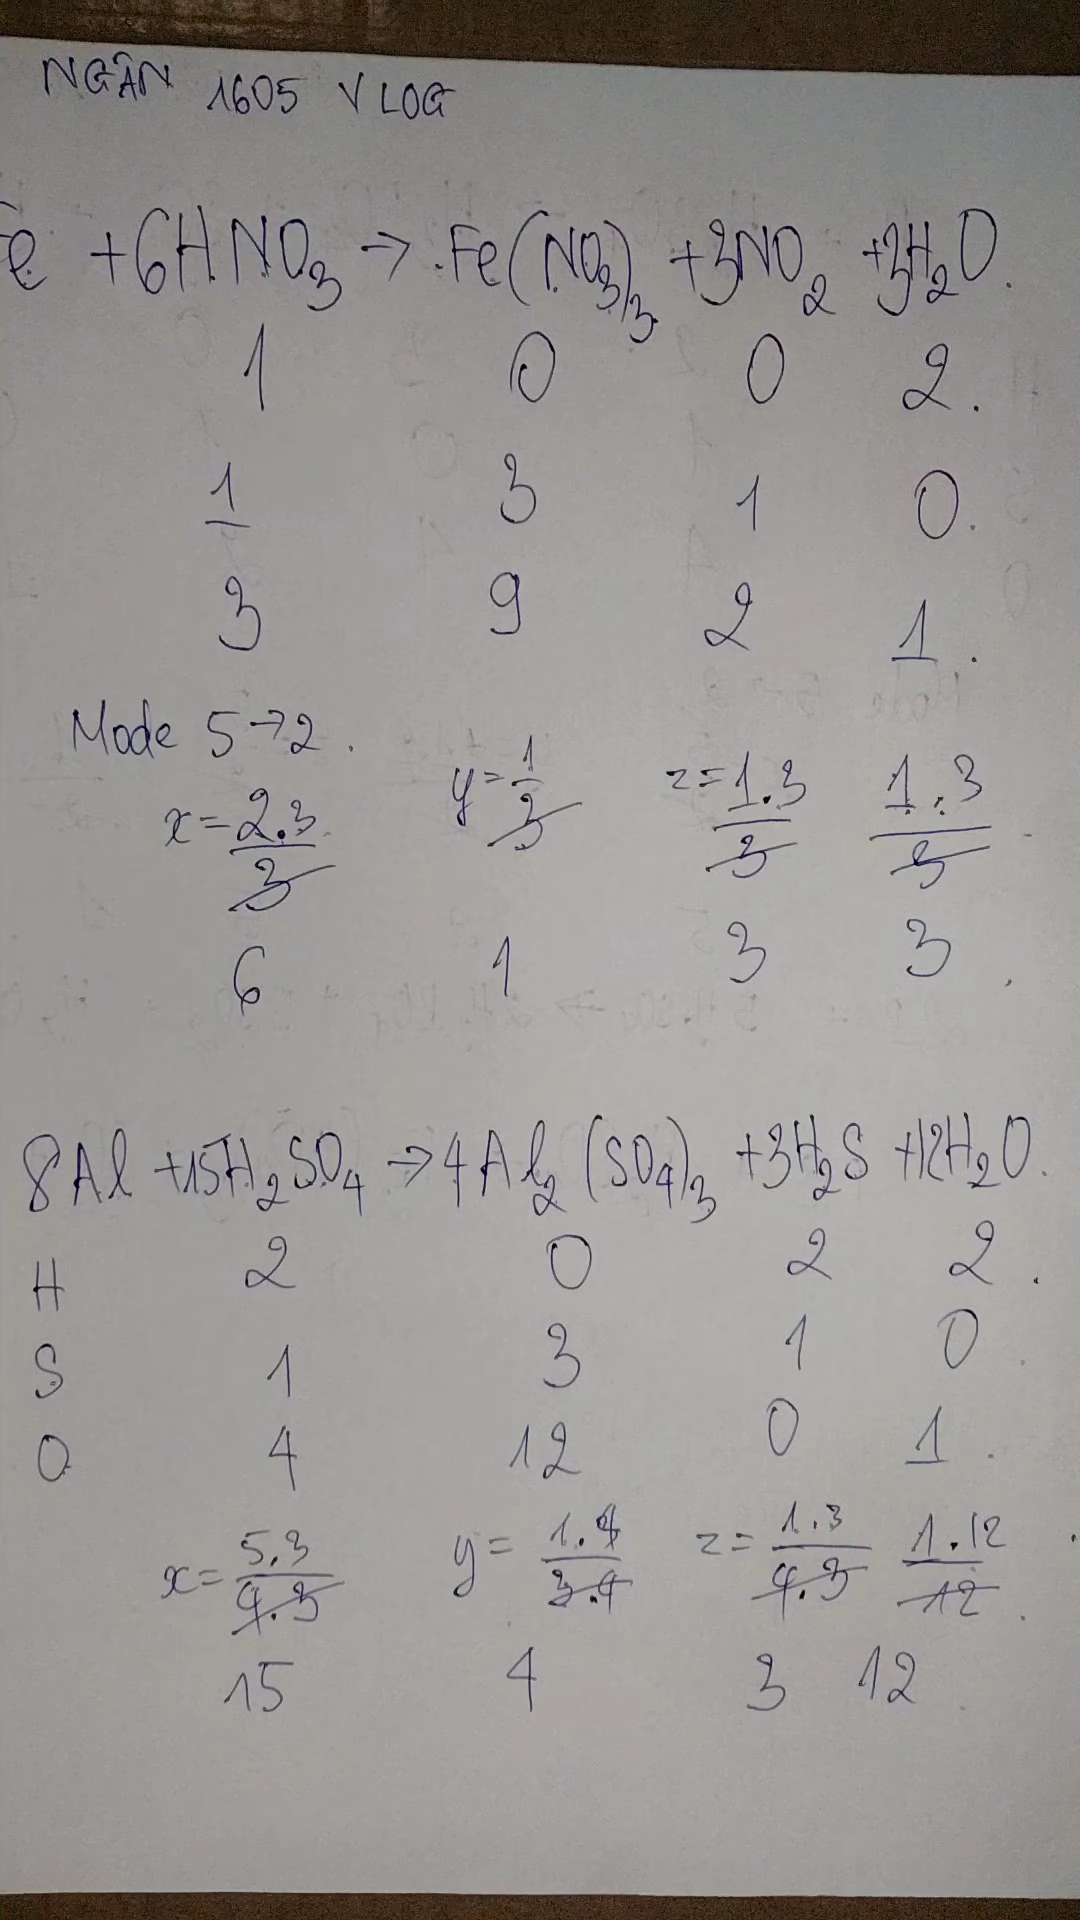 NGÂN 1605 VLOG
Fe + 6HNO₃ → Fe(NO₃)₃ + 3NO₂ + 3H₂O.
1 0 0 2.
1 3 1 0.
3 9 2 1.
Mode 5→2.
x = 2.3/3 y = 1/3 z = 1.3/3 1.3/3
6 1 3 3
8Al + 15H₂SO₄ → 4Al₂(SO₄)₃ + 3H₂S + 12H₂O.
H 2 0 2 2.
S 1 3 1 0
O 4 12 0 1.
x = 5.3/4.3 y = 1.4/3.4 z = 1.3/4.3 1.12/12
15 4 3 12